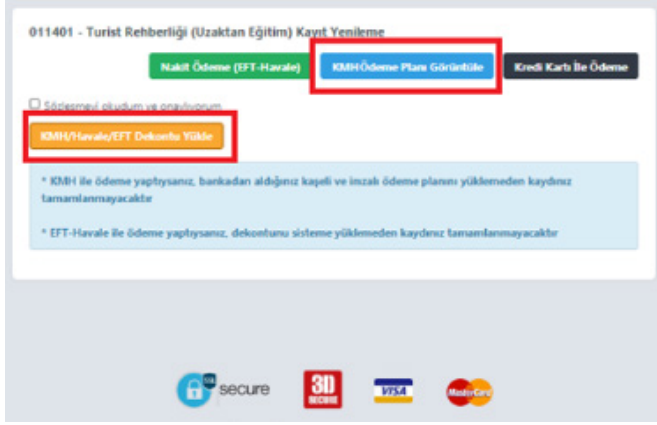 011401 - Turist Rehberliği (Uzaktan Eğitim) Kayıt Yenileme
Nakit Ödeme (EFT-Havale) KMH Ödeme Planı Görüntüle Kredi Kartı İle Ödeme
Sözleşmeyi okudum ve onaylıyorum
KMH/Havale/EFT Dekontu Yükle
* KMH ile ödeme yaptıysanız, bankadan aldığınız kaşeli ve imzalı ödeme planını yüklemeden kaydınız
tamamlanmayacaktır
* EFT-Havale ile ödeme yaptıysanız, dekontunu sisteme yüklemeden kaydınız tamamlanmayacaktır
secure 3D SECURE VISA MasterCard